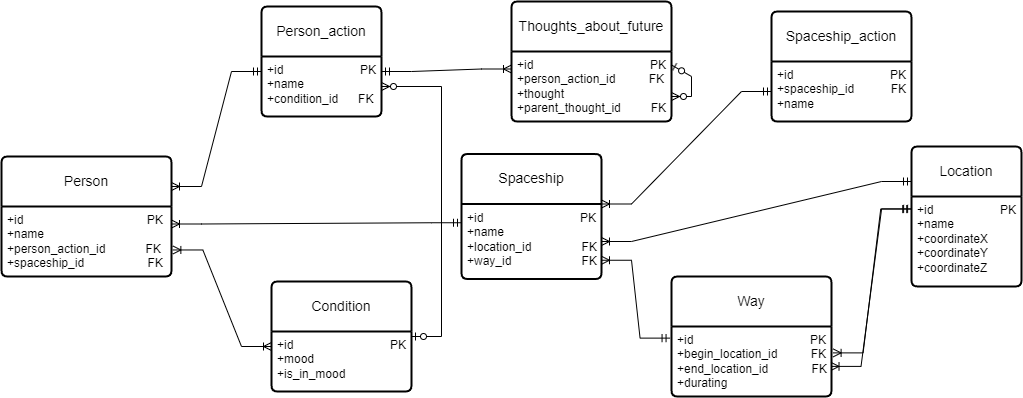 Person_action
+id PK
+name
+condition_id FK
Thoughts_about_future
+id PK
+person_action_id FK
+thought
+parent_thought_id FK
Spaceship_action
+id PK
+spaceship_id FK
+name
Person
+id PK
+name
+person_action_id FK
+spaceship_id FK
Spaceship
+id PK
+name
+location_id FK
+way_id FK
Location
+id PK
+name
+coordinateX
+coordinateY
+coordinateZ
Condition
+id PK
+mood
+is_in_mood
Way
+id PK
+begin_location_id FK
+end_location_id FK
+durating